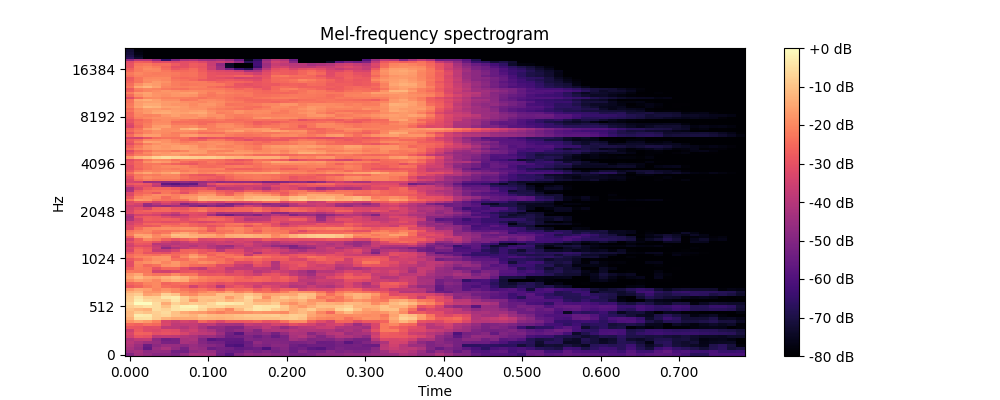 Mel-frequency spectrogram
Hz
16384
8192
4096
2048
1024
512
0
0.000 0.100 0.200 0.300 0.400 0.500 0.600 0.700
Time
+0 dB
-10 dB
-20 dB
-30 dB
-40 dB
-50 dB
-60 dB
-70 dB
-80 dB